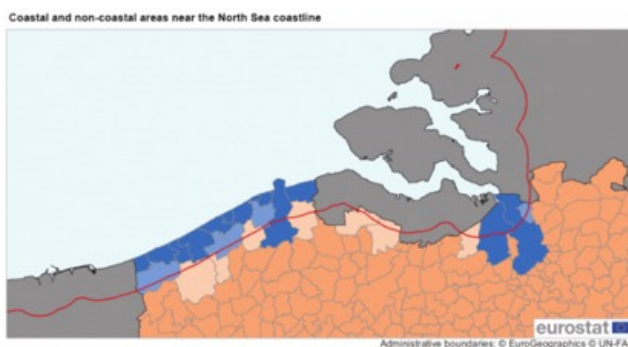 Coastal and non-coastal areas near the North Sea coastline
eurostat
Administrative boundaries: © EuroGeographics © UN-FA